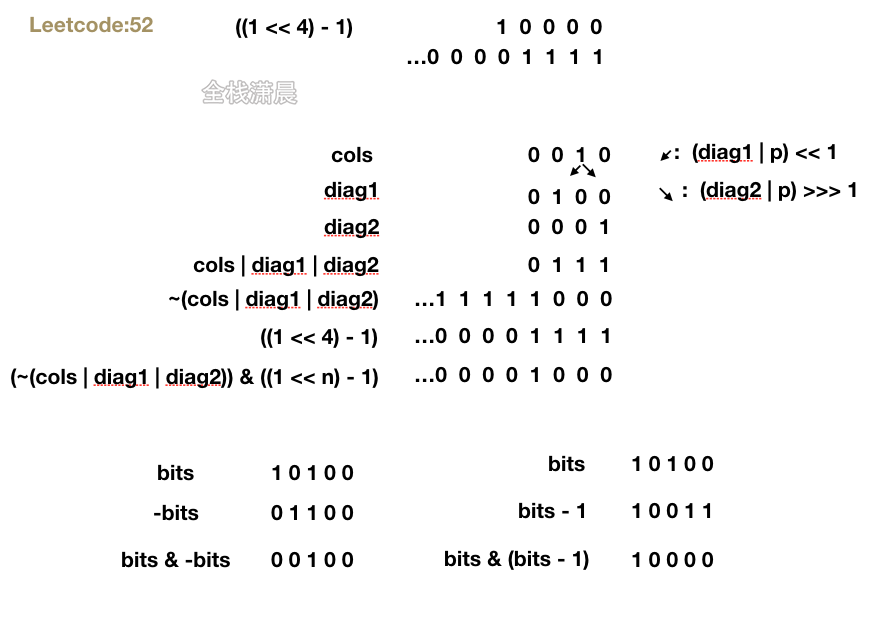 Leetcode:52 ((1 << 4) - 1) 1 0 0 0 0
...0 0 0 0 1 1 1 1
全栈潇晨
cols 0 0 1 0 ↙: (diag1 | p) << 1
diag1 0 1 0 0 ↘: (diag2 | p) >>> 1
diag2 0 0 0 1
cols | diag1 | diag2 0 1 1 1
~(cols | diag1 | diag2) ...1 1 1 1 1 0 0 0
((1 << 4) - 1) ...0 0 0 0 1 1 1 1
(~(cols | diag1 | diag2)) & ((1 << n) - 1) ...0 0 0 0 1 0 0 0
bits 1 0 1 0 0 bits 1 0 1 0 0
-bits 0 1 1 0 0 bits - 1 1 0 0 1 1
bits & -bits 0 0 1 0 0 bits & (bits - 1) 1 0 0 0 0